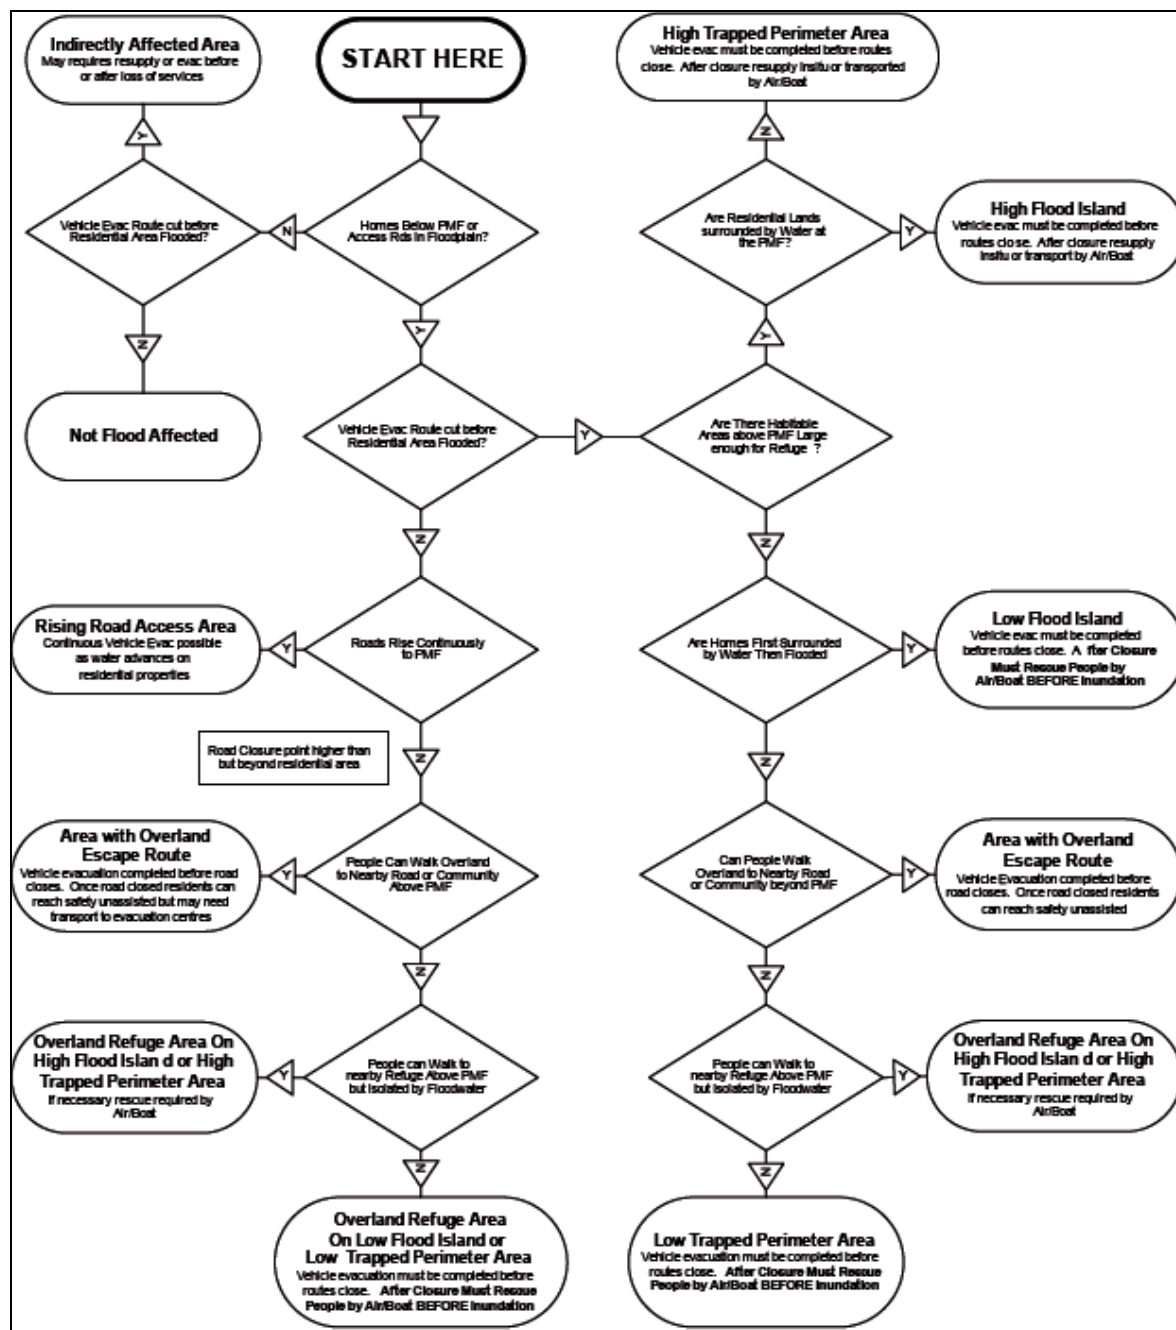 Indirectly Affected Area
May requires resupply or evac before
or after loss of services
START HERE
High Trapped Perimeter Area
Vehicle evac must be completed before routes
close. After closure resupply insitu or transported
by Air/Boat
Y
N
Vehicle Evac Route cut before
Residential Area Flooded?
N
Homes Below PMF or
Access Rds in Floodplain?
Are Residential Lands
surrounded by Water at
the PMF?
Y
High Flood Island
Vehicle evac must be completed before
routes close. After closure resupply
insitu or transport by Air/Boat
N
Y
Y
Not Flood Affected
Vehicle Evac Route cut before
Residential Area Flooded?
Y
Are There Habitable
Areas above PMF Large
enough for Refuge ?
N
N
Rising Road Access Area
Continuous Vehicle Evac possible
as water advances on
residential properties
Y
Roads Rise Continuously
to PMF
Are Homes First Surrounded
by Water Then Flooded
Y
Low Flood Island
Vehicle evac must be completed
before routes close. A fter Closure
Must Rescue People by
Air/Boat BEFORE Inundation
Road Closure point higher than
but beyond residential area
N
N
Area with Overland
Escape Route
Vehicle evacuation completed before road
closes. Once road closed residents can
reach safety unassisted but may need
transport to evacuation centres
Y
People Can Walk Overland
to Nearby Road or Community
Above PMF
Can People Walk
Overland to Nearby Road
or Community beyond PMF
Y
Area with Overland
Escape Route
Vehicle Evacuation completed before
road closes. Once road closed residents
can reach safety unassisted
N
N
Overland Refuge Area On
High Flood Islan d or High
Trapped Perimeter Area
If necessary rescue required by
Air/Boat
Y
People can Walk to
nearby Refuge Above PMF
but Isolated by Floodwater
People can Walk to
nearby Refuge Above PMF
but Isolated by Floodwater
Y
Overland Refuge Area On
High Flood Islan d or High
Trapped Perimeter Area
If necessary rescue required by
Air/Boat
N
N
Overland Refuge Area
On Low Flood Island or
Low Trapped Perimeter Area
Vehicle evacuation must be completed before
routes close. After Closure Must Rescue
People by Air/Boat BEFORE Inundation
Low Trapped Perimeter Area
Vehicle evacuation must be completed before
routes close. After Closure Must Rescue
People by Air/Boat BEFORE Inundation